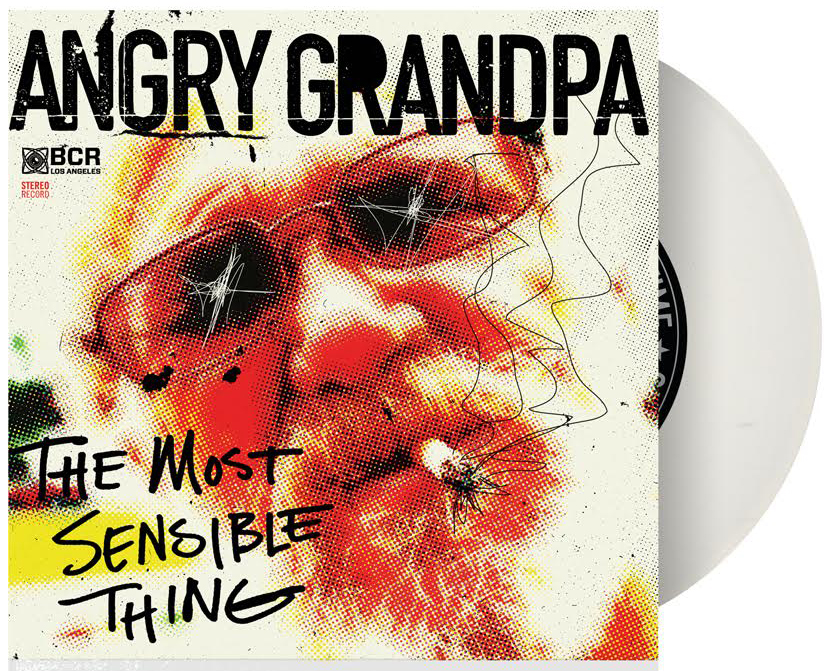 ANGRY GRANDPA
BCR
LOS ANGELES
STEREO
RECORD
THE MOST
SENSIBLE
THING